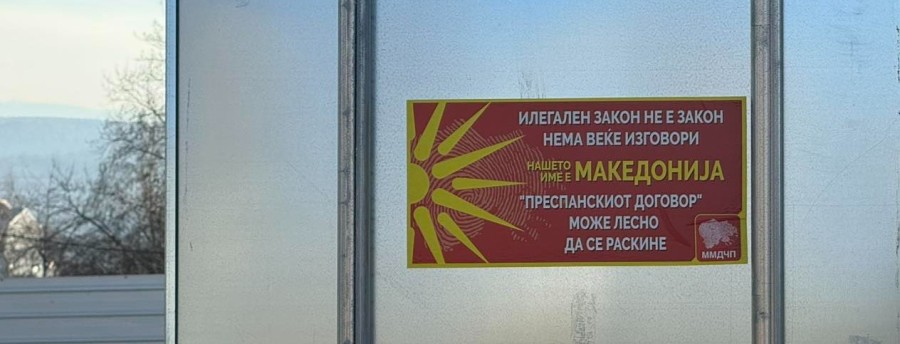 ИЛЕГАЛЕН ЗАКОН НЕ Е ЗАКОН
НЕМА ВЕЌЕ ИЗГОВОРИ
НАШЕТО
ИМЕ Е МАКЕДОНИЈА
"ПРЕСПАНСКИОТ ДОГОВОР"
МОЖЕ ЛЕСНО
ДА СЕ РАСКИНЕ
ММДЧП